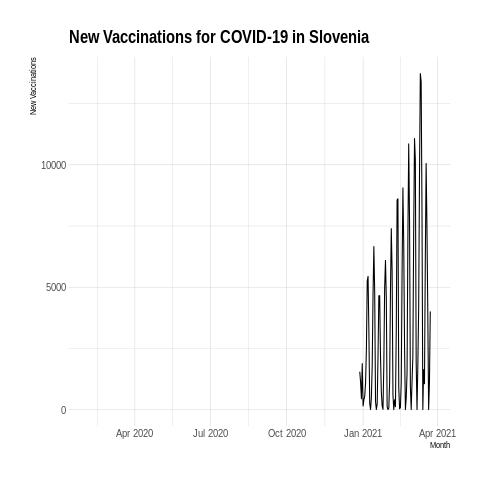 New Vaccinations for COVID-19 in Slovenia
New Vaccinations
10000
5000
0
Apr 2020 Jul 2020 Oct 2020 Jan 2021 Apr 2021
Month